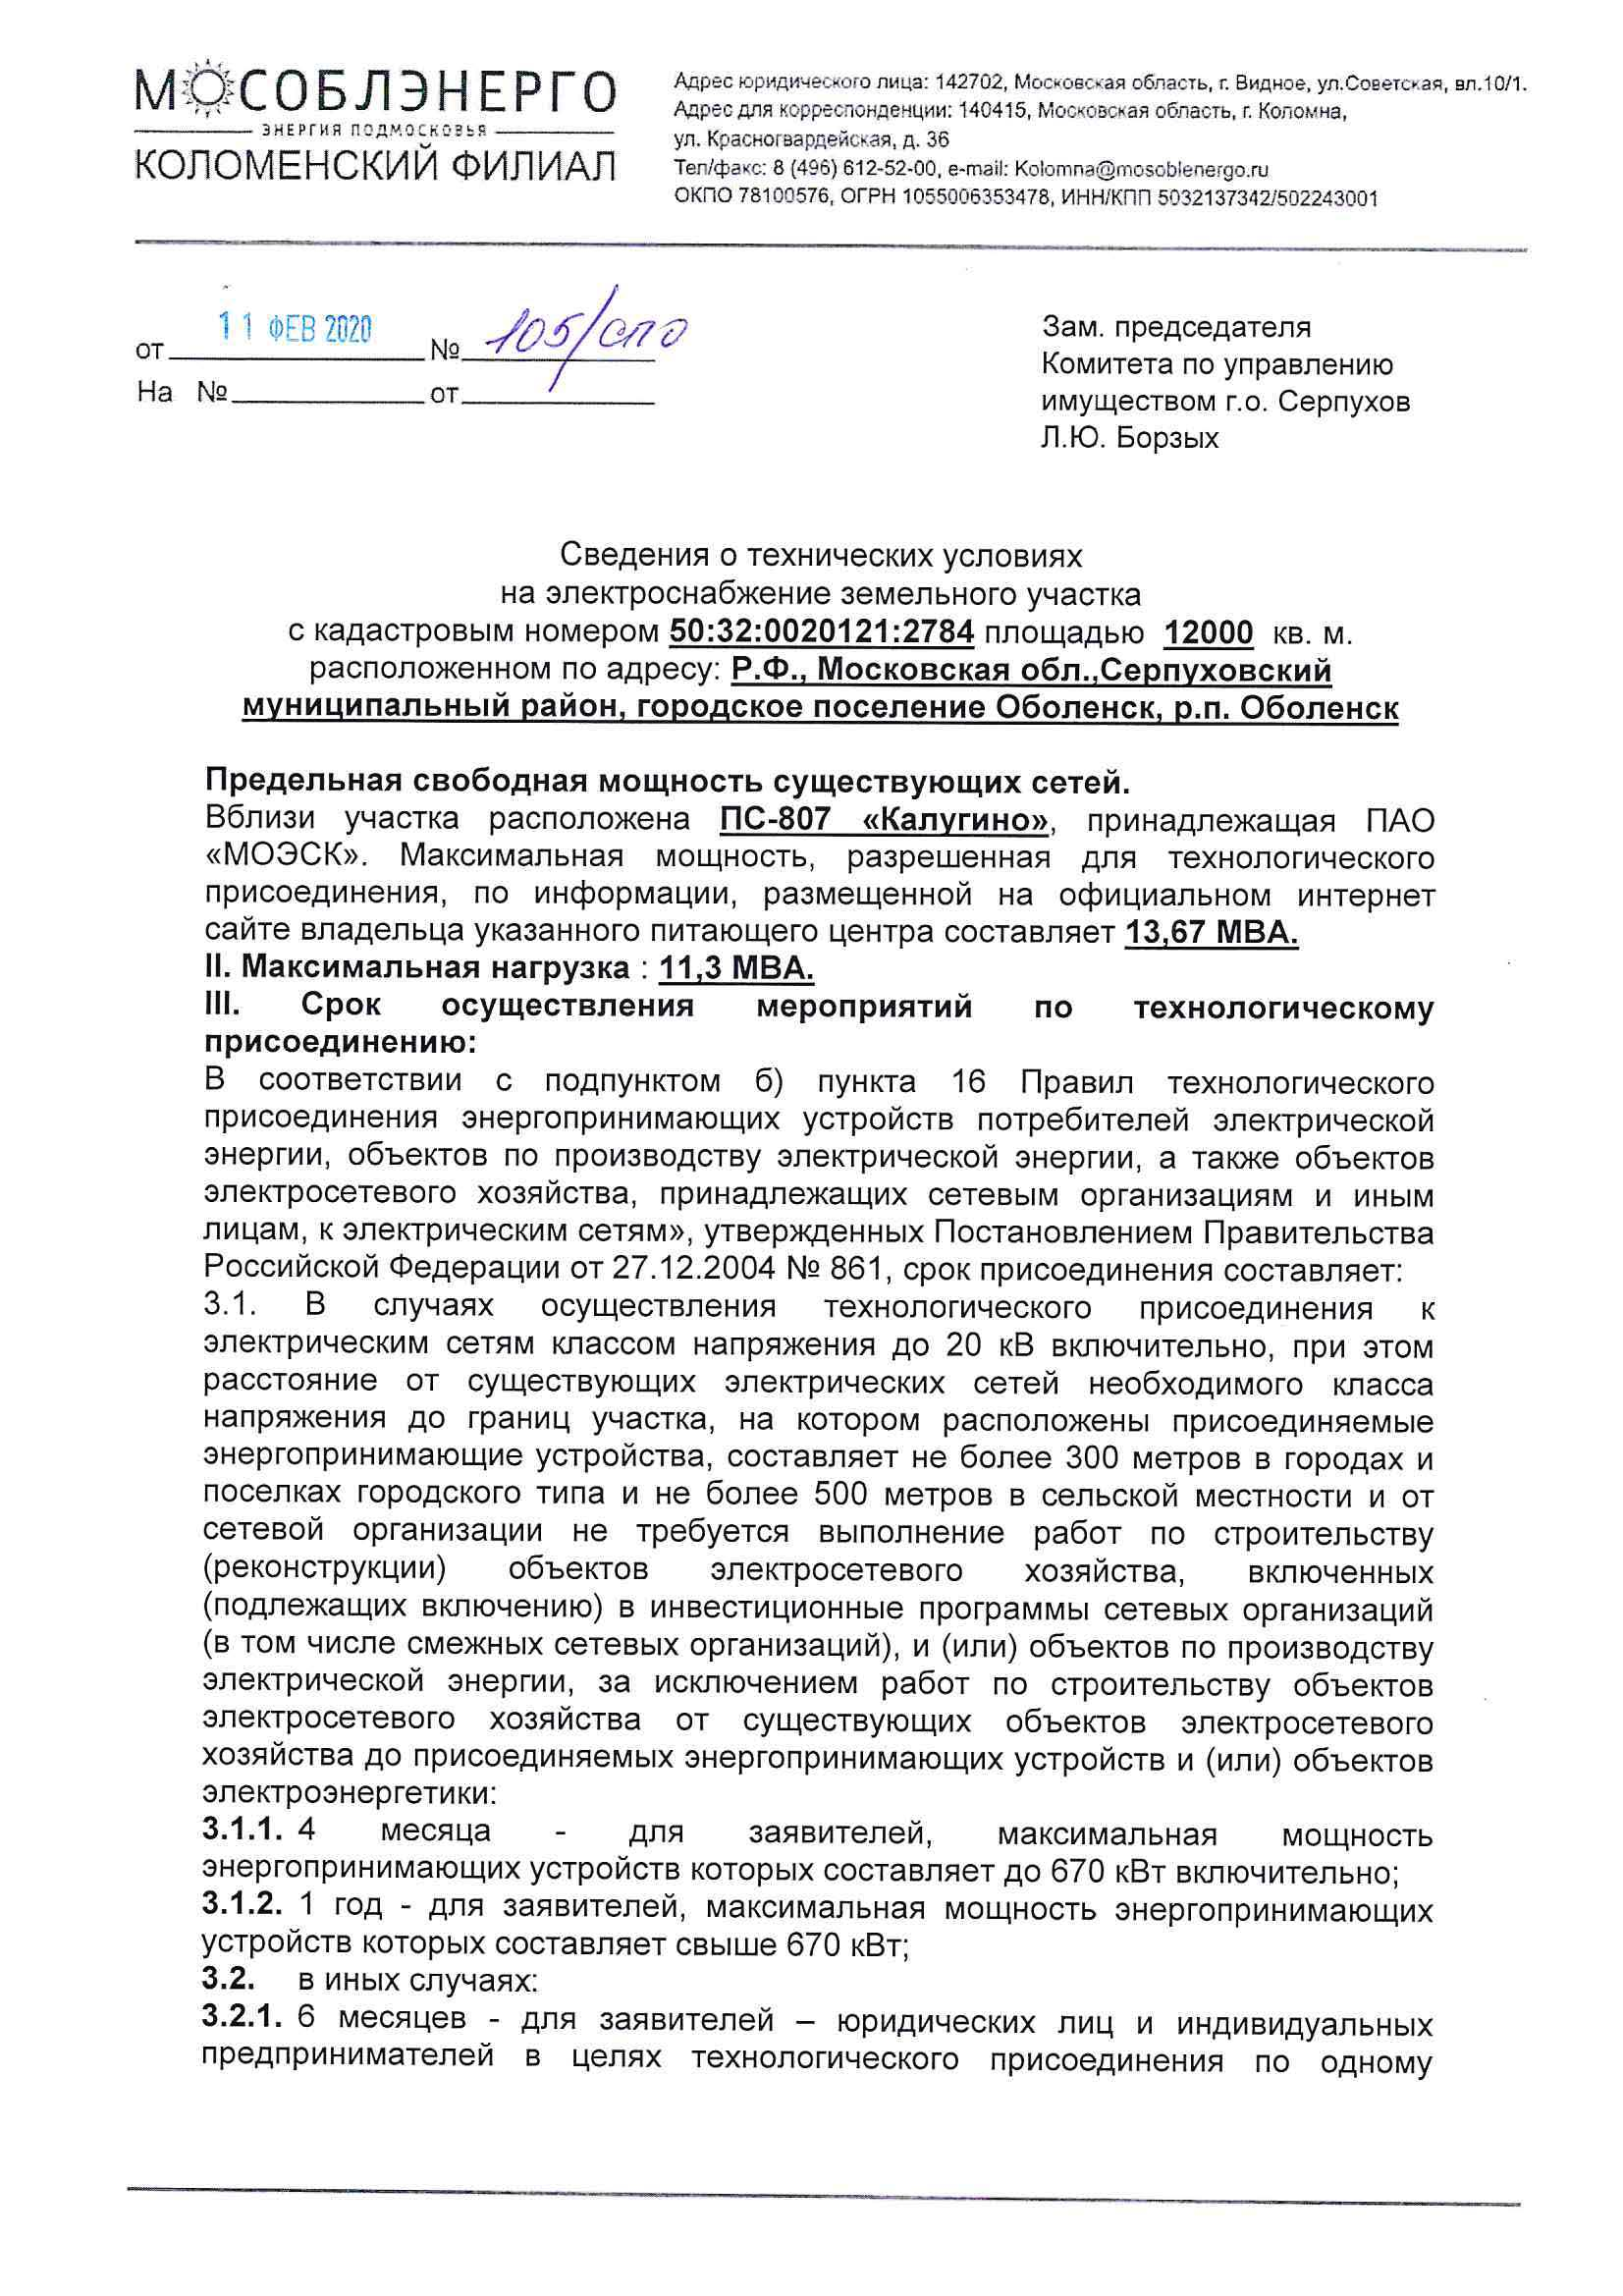 МОСОБЛЭНЕРГО
ЭНЕРГИЯ ПОДМОСКОВЬЯ
КОЛОМЕНСКИЙ ФИЛИАЛ
Адрес юридического лица: 142702, Московская область, г. Видное, ул.Советская, вл.10/1.
Адрес для корреспонденции: 140415, Московская область, г. Коломна,
ул. Красногвардейская, д. 36
Тел/факс: 8 (496) 612-52-00, e-mail: Kolomna@mosoblenergo.ru
ОКПО 78100576, ОГРН 1055006353478, ИНН/КПП 5032137342/502243001
от 11 ФЕВ 2020 № 105/СПО
На № от
Зам. председателя
Комитета по управлению
имуществом г.о. Серпухов
Л.Ю. Борзых
Сведения о технических условиях
на электроснабжение земельного участка
с кадастровым номером 50:32:0020121:2784 площадью 12000 кв. м.
расположенном по адресу: Р.Ф., Московская обл.,Серпуховский
муниципальный район, городское поселение Оболенск, р.п. Оболенск
Предельная свободная мощность существующих сетей.
Вблизи участка расположена ПС-807 «Калугино», принадлежащая ПАО
«МОЭСК». Максимальная мощность, разрешенная для технологического
присоединения, по информации, размещенной на официальном интернет
сайте владельца указанного питающего центра составляет 13,67 МВА.
II. Максимальная нагрузка : 11,3 МВА.
III. Срок осуществления мероприятий по технологическому
присоединению:
В соответствии с подпунктом б) пункта 16 Правил технологического
присоединения энергопринимающих устройств потребителей электрической
энергии, объектов по производству электрической энергии, а также объектов
электросетевого хозяйства, принадлежащих сетевым организациям и иным
лицам, к электрическим сетям», утвержденных Постановлением Правительства
Российской Федерации от 27.12.2004 № 861, срок присоединения составляет:
3.1. В случаях осуществления технологического присоединения к
электрическим сетям классом напряжения до 20 кВ включительно, при этом
расстояние от существующих электрических сетей необходимого класса
напряжения до границ участка, на котором расположены присоединяемые
энергопринимающие устройства, составляет не более 300 метров в городах и
поселках городского типа и не более 500 метров в сельской местности и от
сетевой организации не требуется выполнение работ по строительству
(реконструкции) объектов электросетевого хозяйства, включенных
(подлежащих включению) в инвестиционные программы сетевых организаций
(в том числе смежных сетевых организаций), и (или) объектов по производству
электрической энергии, за исключением работ по строительству объектов
электросетевого хозяйства от существующих объектов электросетевого
хозяйства до присоединяемых энергопринимающих устройств и (или) объектов
электроэнергетики:
3.1.1. 4 месяца - для заявителей, максимальная мощность
энергопринимающих устройств которых составляет до 670 кВт включительно;
3.1.2. 1 год - для заявителей, максимальная мощность энергопринимающих
устройств которых составляет свыше 670 кВт;
3.2. в иных случаях:
3.2.1. 6 месяцев - для заявителей – юридических лиц и индивидуальных
предпринимателей в целях технологического присоединения по одному